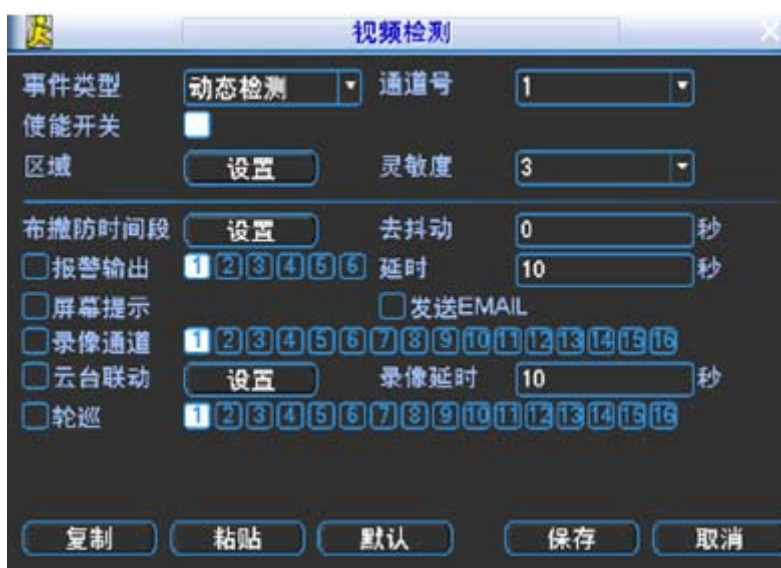 视频检测
事件类型 动态检测 通道号 1
使能开关
区域 设置 灵敏度 3
布撤防时间段 设置 去抖动 0 秒
报警输出 1 2 3 4 5 6 延时 10 秒
屏幕提示 发送EMAIL
录像通道 1 2 3 4 5 6 7 8 9 10 11 12 13 14 15 16
云台联动 设置 录像延时 10 秒
轮巡 1 2 3 4 5 6 7 8 9 10 11 12 13 14 15 16
复制 粘贴 默认 保存 取消